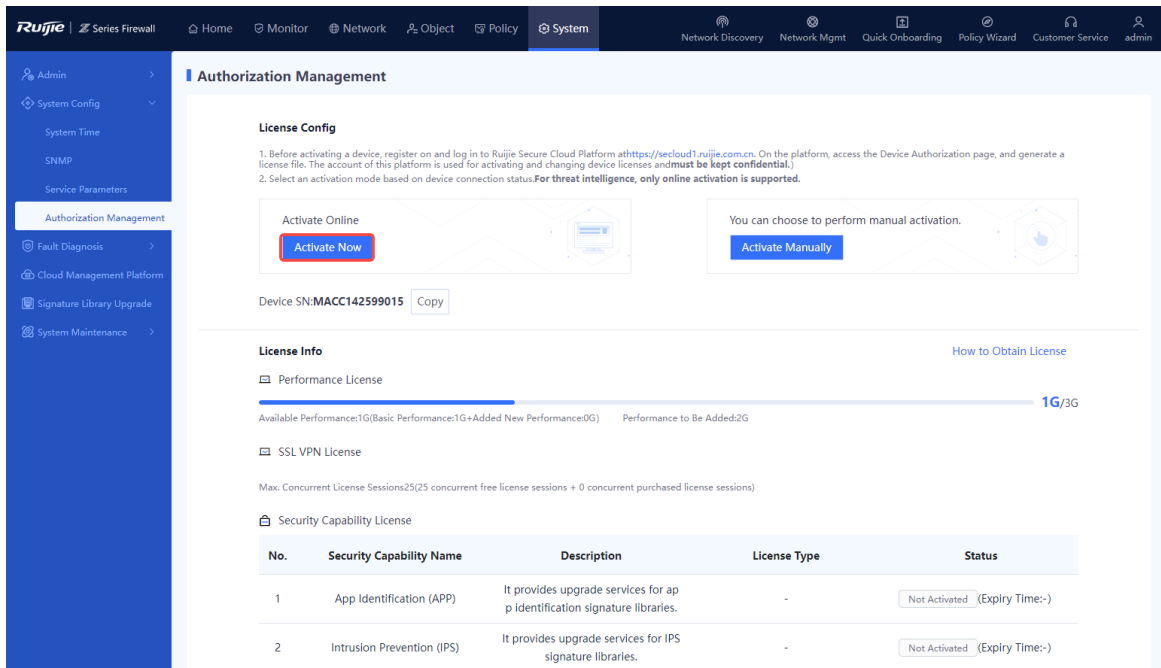 Ruijie | Z Series Firewall
Home
Monitor
Network
Object
Policy
System
Network Discovery
Network Mgmt
Quick Onboarding
Policy Wizard
Customer Service
admin
Admin
System Config
System Time
SNMP
Service Parameters
Authorization Management
Fault Diagnosis
Cloud Management Platform
Signature Library Upgrade
System Maintenance
Authorization Management
License Config
1. Before activating a device, register on and log in to Ruijie Secure Cloud Platform athttps://secloud1.ruijie.com.cn. On the platform, access the Device Authorization page, and generate a
license file. (The account of this platform is used for activating and changing device licenses andmust be kept confidential.)
2. Select an activation mode based on device connection status.For threat intelligence, only online activation is supported.
Activate Online
Activate Now
You can choose to perform manual activation.
Activate Manually
Device SN:MACC142599015 Copy
License Info
How to Obtain License
Performance License
1G/3G
Available Performance:1G(Basic Performance:1G+Added New Performance:0G) Performance to Be Added:2G
SSL VPN License
Max. Concurrent License Sessions25(25 concurrent free license sessions + 0 concurrent purchased license sessions)
Security Capability License
No. Security Capability Name Description License Type Status
1 App Identification (APP) It provides upgrade services for ap
p identification signature libraries. - Not Activated (Expiry Time:-)
2 Intrusion Prevention (IPS) It provides upgrade services for IPS
signature libraries. - Not Activated (Expiry Time:-)